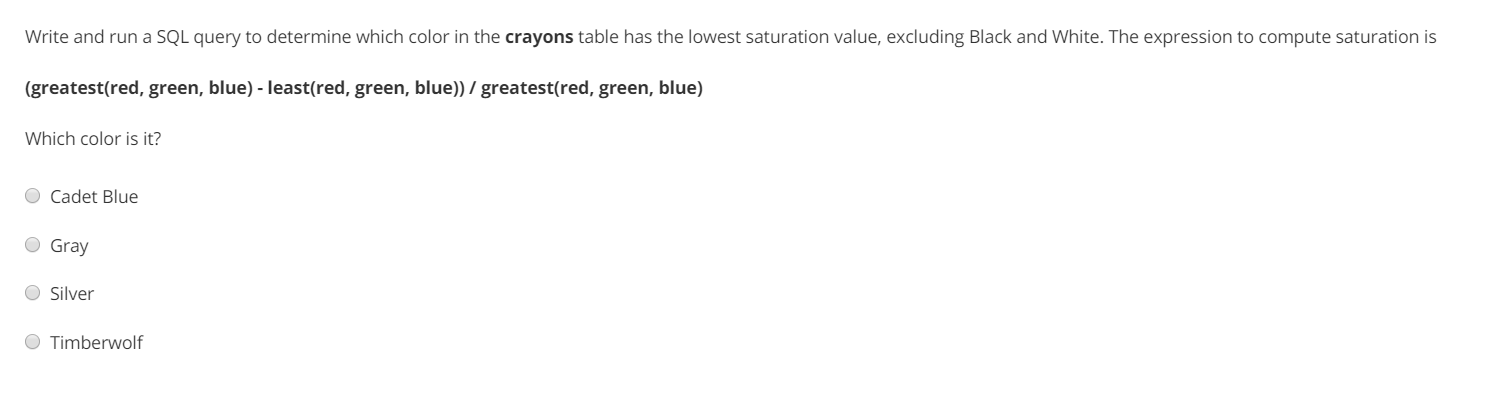 Write and run a SQL query to determine which color in the crayons table has the lowest saturation value, excluding Black and White. The expression to compute saturation is
(greatest(red, green, blue) - least(red, green, blue)) / greatest(red, green, blue)
Which color is it?
Cadet Blue
Gray
Silver
Timberwolf